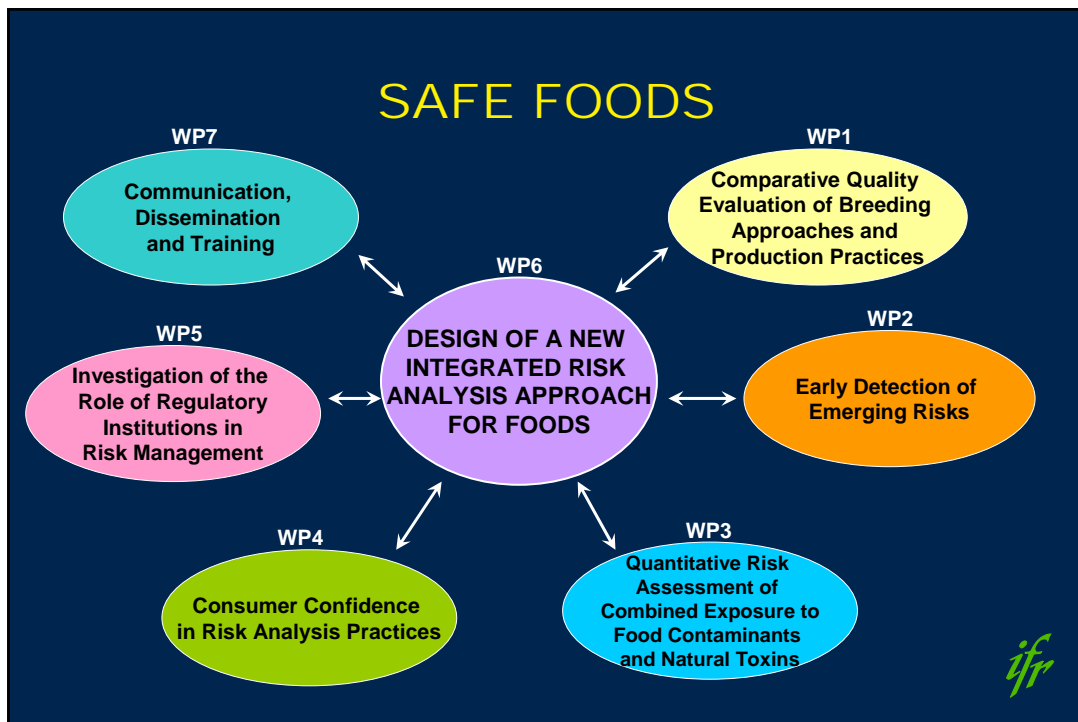 SAFE FOODS
WP7
Communication,
Dissemination
and Training
WP1
Comparative Quality
Evaluation of Breeding
Approaches and
Production Practices
WP6
DESIGN OF A NEW
INTEGRATED RISK
ANALYSIS APPROACH
FOR FOODS
WP5
Investigation of the
Role of Regulatory
Institutions in
Risk Management
WP2
Early Detection of
Emerging Risks
WP4
Consumer Confidence
in Risk Analysis Practices
WP3
Quantitative Risk
Assessment of
Combined Exposure to
Food Contaminants
and Natural Toxins
ifr